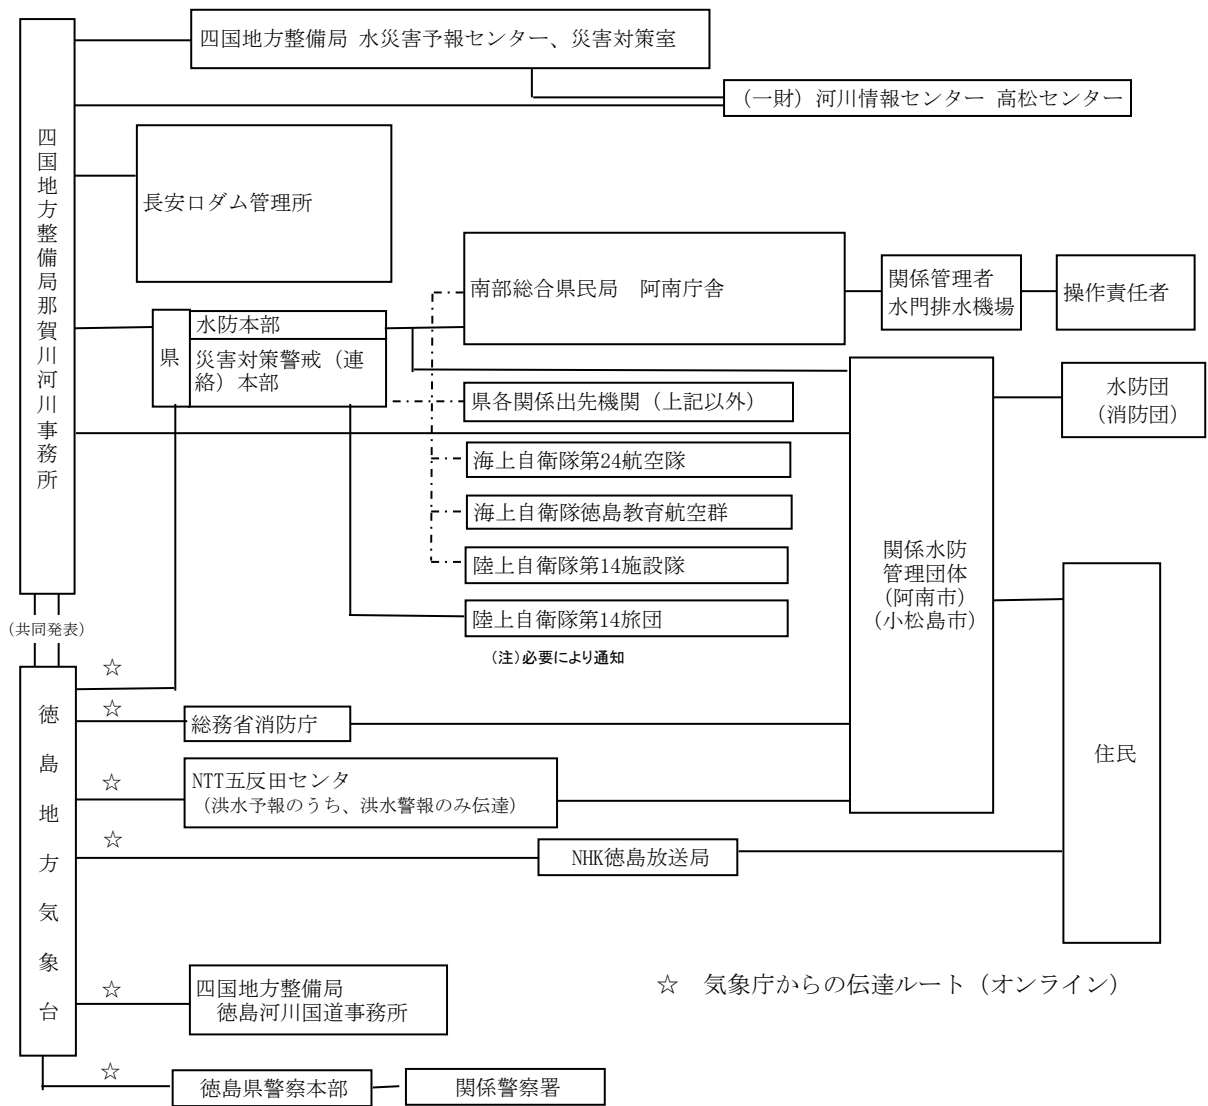 四国地方整備局 水災害予報センター、災害対策室
(一財)河川情報センター 高松センター
四国地方整備局那賀川河川事務所
長安口ダム管理所
南部総合県民局　阿南庁舎
関係管理者
水門排水機場
操作責任者
県
水防本部
災害対策警戒(連
絡)本部
県各関係出先機関(上記以外)
海上自衛隊第24航空隊
海上自衛隊徳島教育航空群
陸上自衛隊第14施設隊
陸上自衛隊第14旅団
(注)必要により通知
関係水防
管理団体
(阿南市)
(小松島市)
水防団
(消防団)
住民
(共同発表)
徳島地方気象台
☆
☆
総務省消防庁
☆
NTT五反田センタ
(洪水予報のうち、洪水警報のみ伝達)
☆
NHK徳島放送局
☆
四国地方整備局
徳島河川国道事務所
☆　気象庁からの伝達ルート(オンライン)
☆
徳島県警察本部
関係警察署